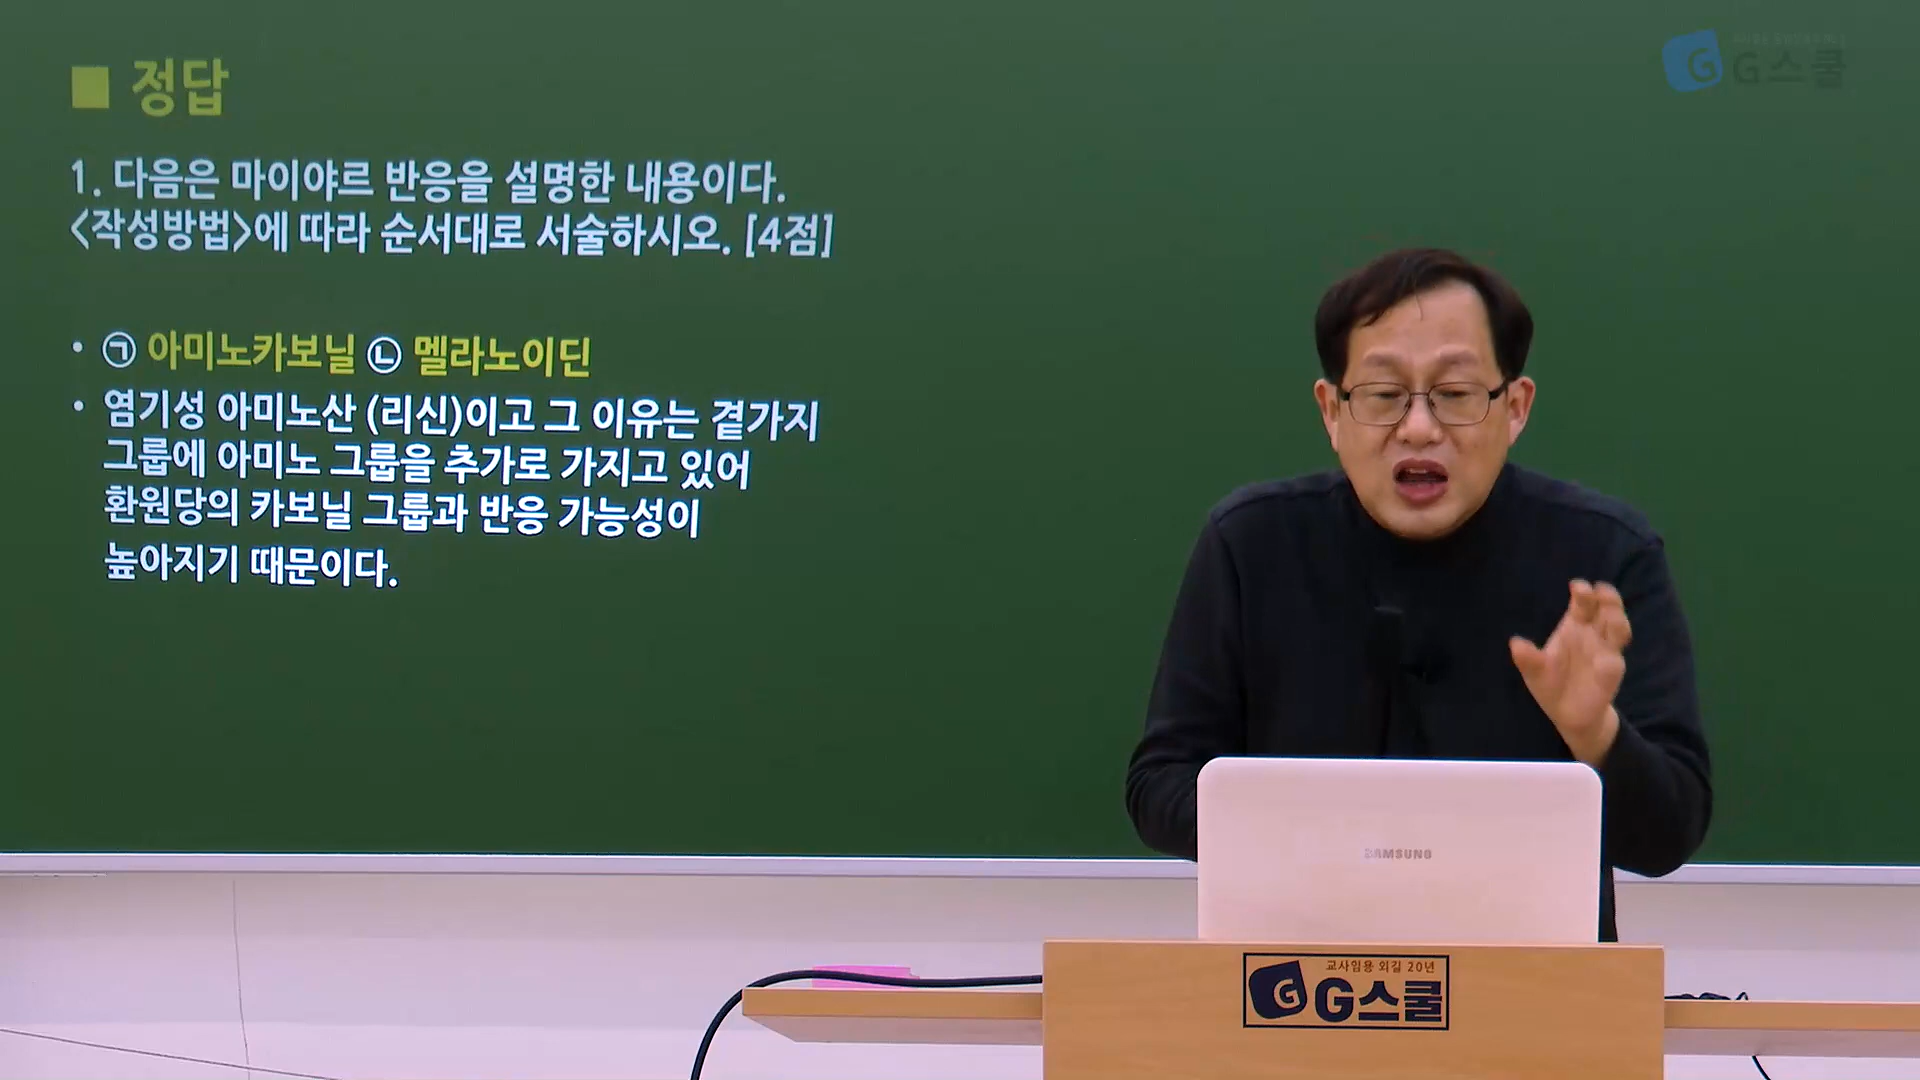 ■ 정답
1. 다음은 마이야르 반응을 설명한 내용이다.
<작성방법>에 따라 순서대로 서술하시오. [4점]
• ㉠ 아미노카보닐 ㉡ 멜라노이딘
• 염기성 아미노산 (리신)이고 그 이유는 곁가지
그룹에 아미노 그룹을 추가로 가지고 있어
환원당의 카보닐 그룹과 반응 가능성이
높아지기 때문이다.
G G스쿨
SAMSUNG
교사임용 외길 20년
G G스쿨